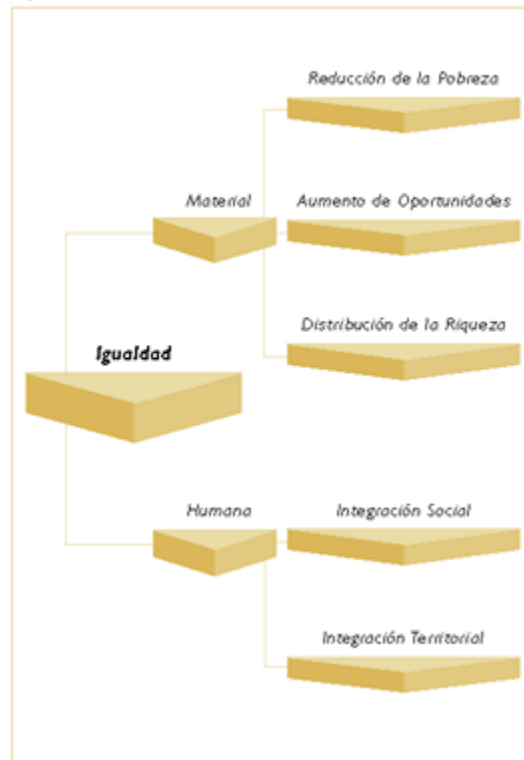 Reducción de la Pobreza
Material
Aumento de Oportunidades
Distribución de la Riqueza
Igualdad
Humana
Integración Social
Integración Territorial